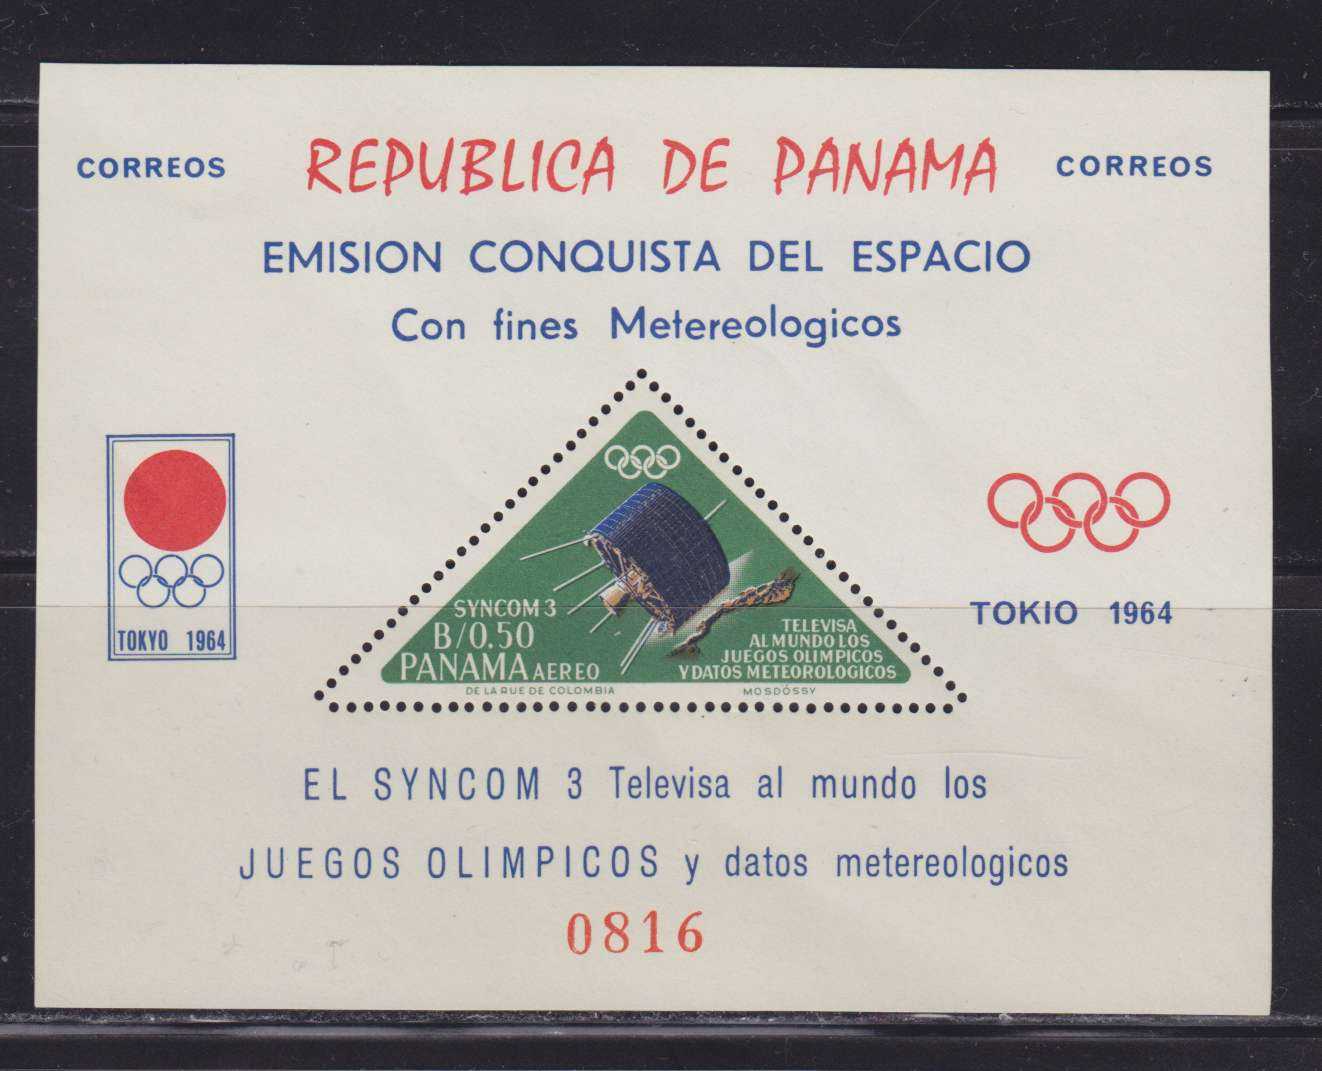 CORREOS REPUBLICA DE PANAMA CORREOS
EMISION CONQUISTA DEL ESPACIO
Con fines Metereologicos
TOKYO 1964
SYNCOM 3
B/0.50
PANAMA AEREO
TELEVISA
AL MUNDO LOS
JUEGOS OLIMPICOS
Y DATOS METEOROLOGICOS
DE LA RUE DE COLOMBIA MOSDÓSSY
TOKIO 1964
EL SYNCOM 3 Televisa al mundo los
JUEGOS OLIMPICOS y datos metereologicos
0816